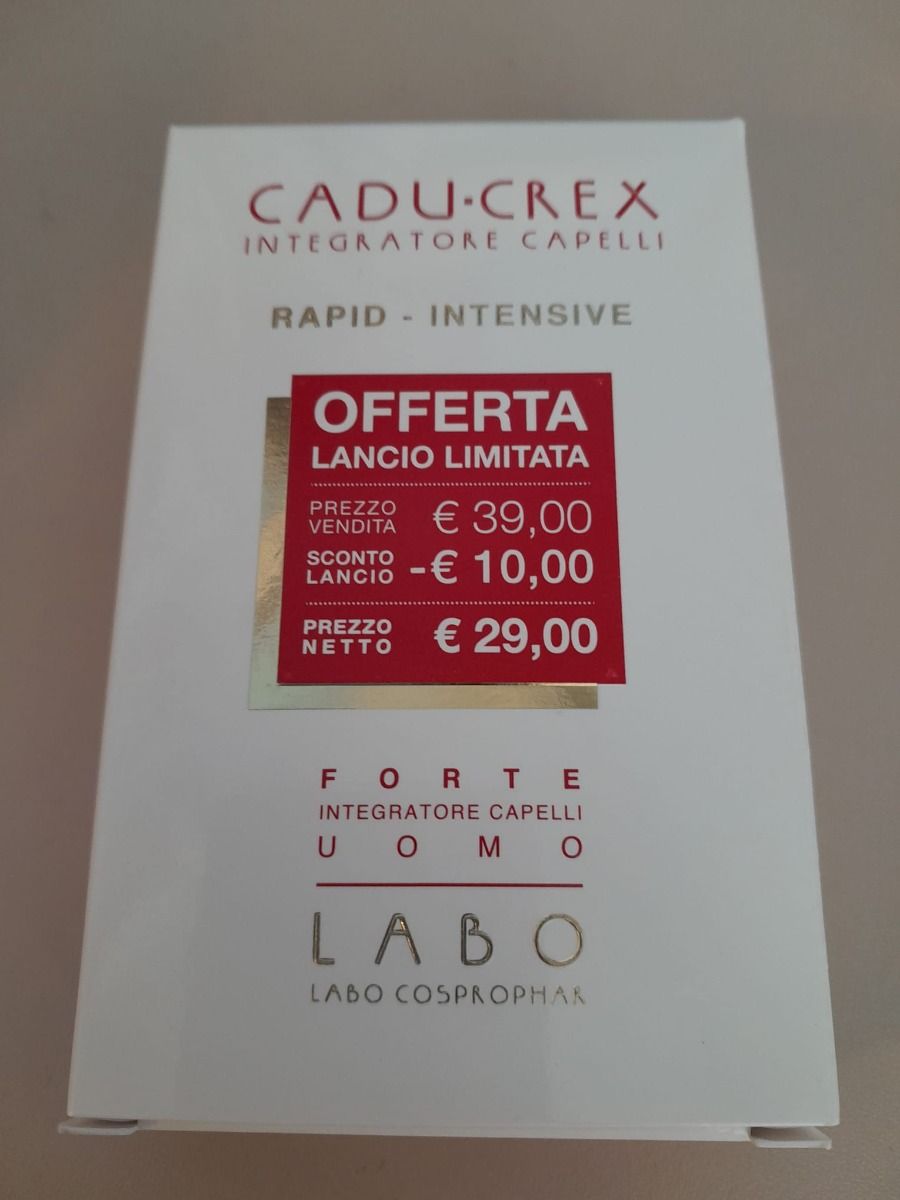 CADU·CREX
INTEGRATORE CAPELLI
RAPID - INTENSIVE
OFFERTA
LANCIO LIMITATA
PREZZO
VENDITA € 39,00
SCONTO
LANCIO -€ 10,00
PREZZO
NETTO € 29,00
FORTE
INTEGRATORE CAPELLI
UOMO
LABO
LABO COSPROPHAR